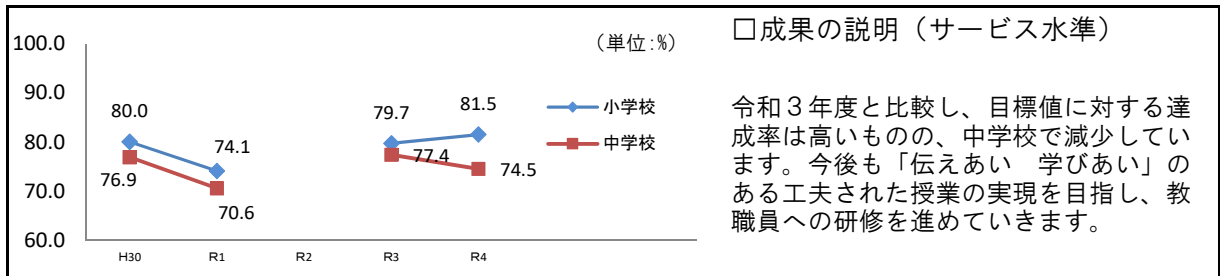 100.0
90.0
80.0
70.0
60.0
(単位:%)
80.0
74.1
79.7
81.5
76.9
70.6
77.4
74.5
小学校
中学校
H30
R1
R2
R3
R4
□成果の説明（サービス水準）
令和３年度と比較し、目標値に対する達
成率は高いものの、中学校で減少してい
ます。今後も「伝えあい　学びあい」の
ある工夫された授業の実現を目指し、教
職員への研修を進めていきます。